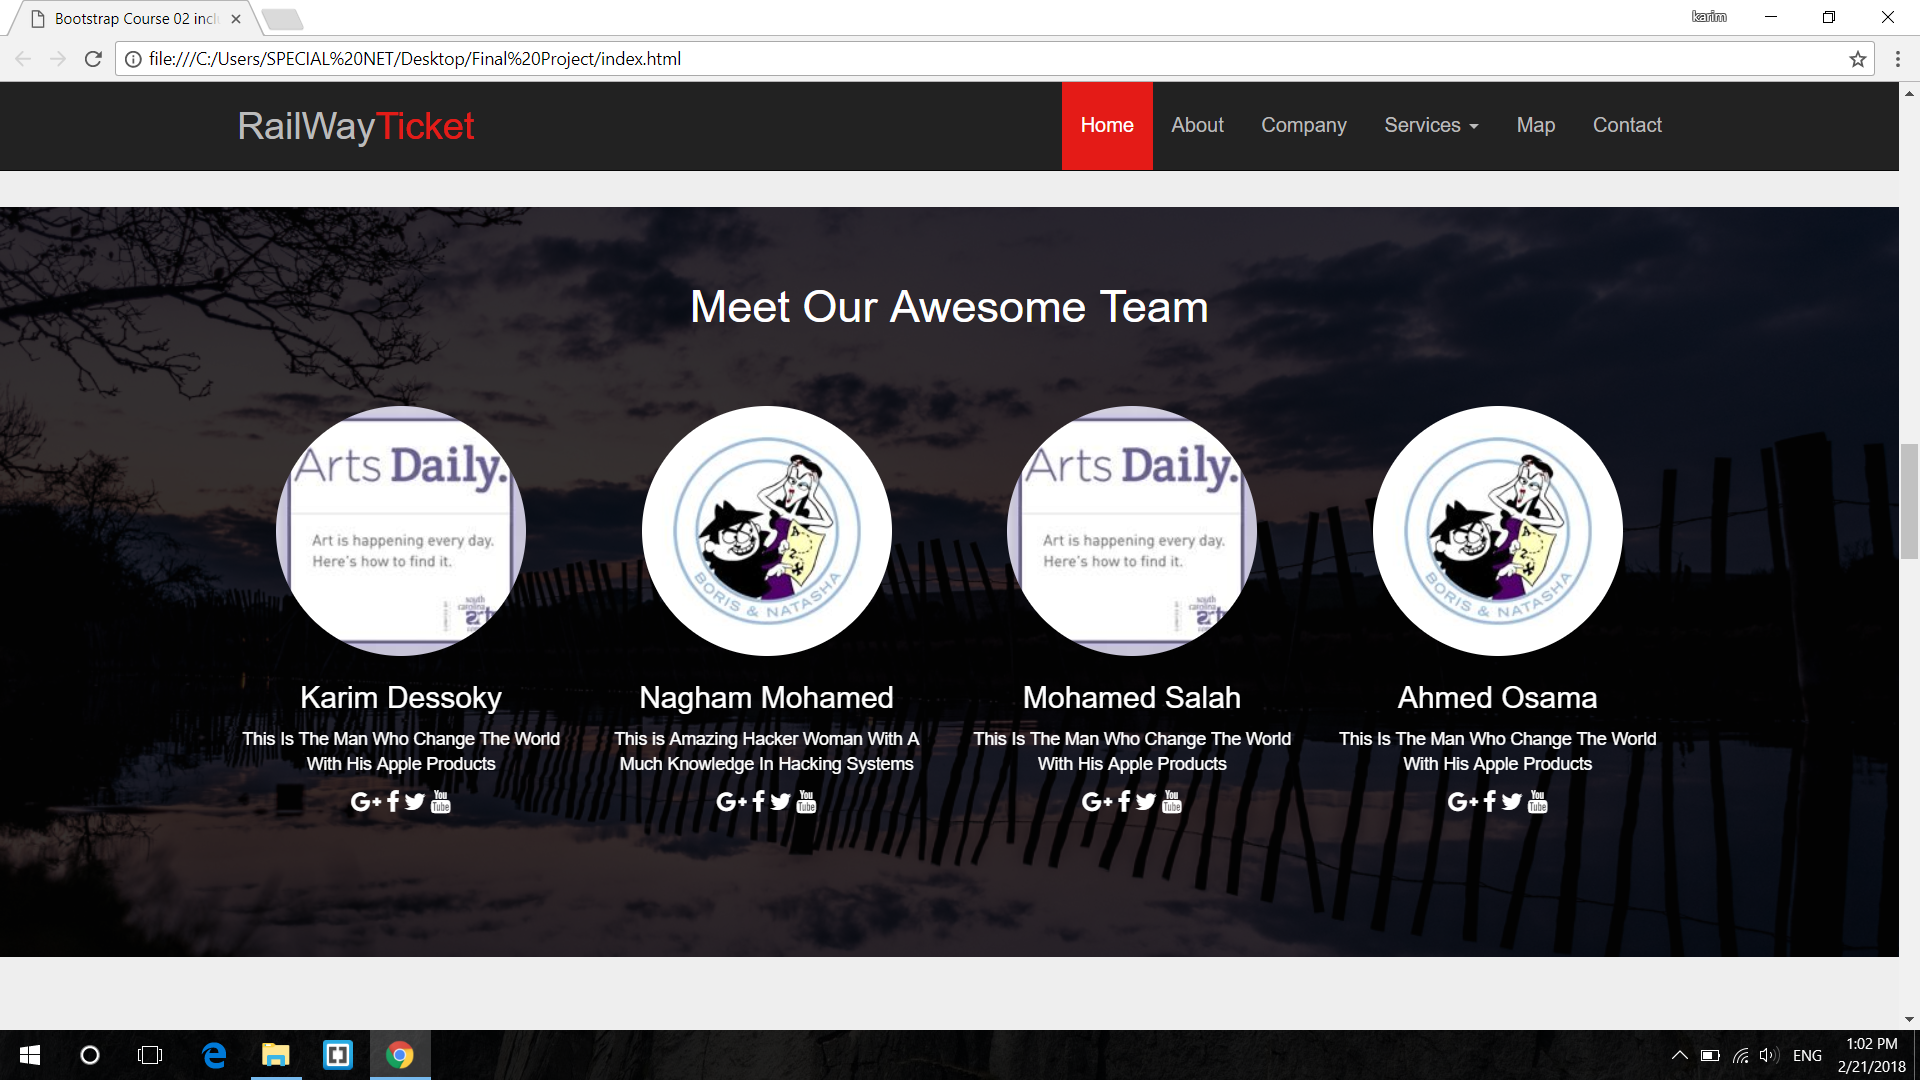 Bootstrap Course 02 incl
karim
file:///C:/Users/SPECIAL%20NET/Desktop/Final%20Project/index.html
RailWayTicket
Home About Company Services Map Contact
Meet Our Awesome Team
Arts Daily.
Art is happening every day.
Here's how to find it.
south
carolina
BORIS & NATASHA
Arts Daily.
Art is happening every day.
Here's how to find it.
south
carolina
BORIS & NATASHA
Karim Dessoky
This Is The Man Who Change The World
With His Apple Products
G+ f You Tube
Nagham Mohamed
This is Amazing Hacker Woman With A
Much Knowledge In Hacking Systems
G+ f You Tube
Mohamed Salah
This Is The Man Who Change The World
With His Apple Products
G+ f You Tube
Ahmed Osama
This Is The Man Who Change The World
With His Apple Products
G+ f You Tube
ENG
1:02 PM
2/21/2018